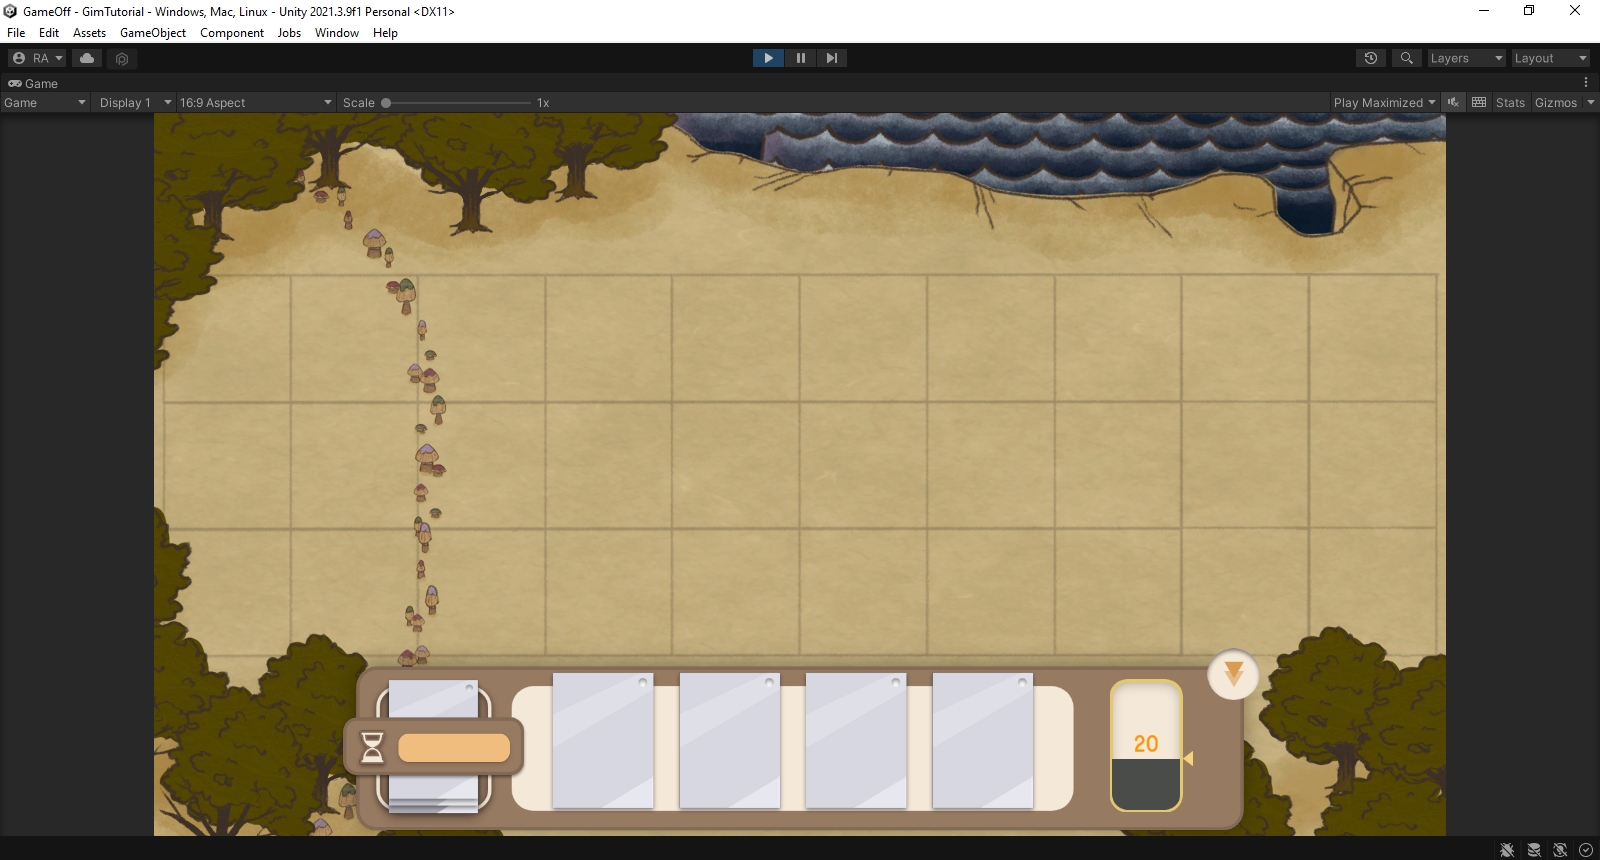 GameOff - GimTutorial - Windows, Mac, Linux - Unity 2021.3.9f1 Personal <DX11>
File Edit Assets GameObject Component Jobs Window Help
RA Layers Layout
Game
Game Display 1 16:9 Aspect Scale 1x Play Maximized Stats Gizmos
20